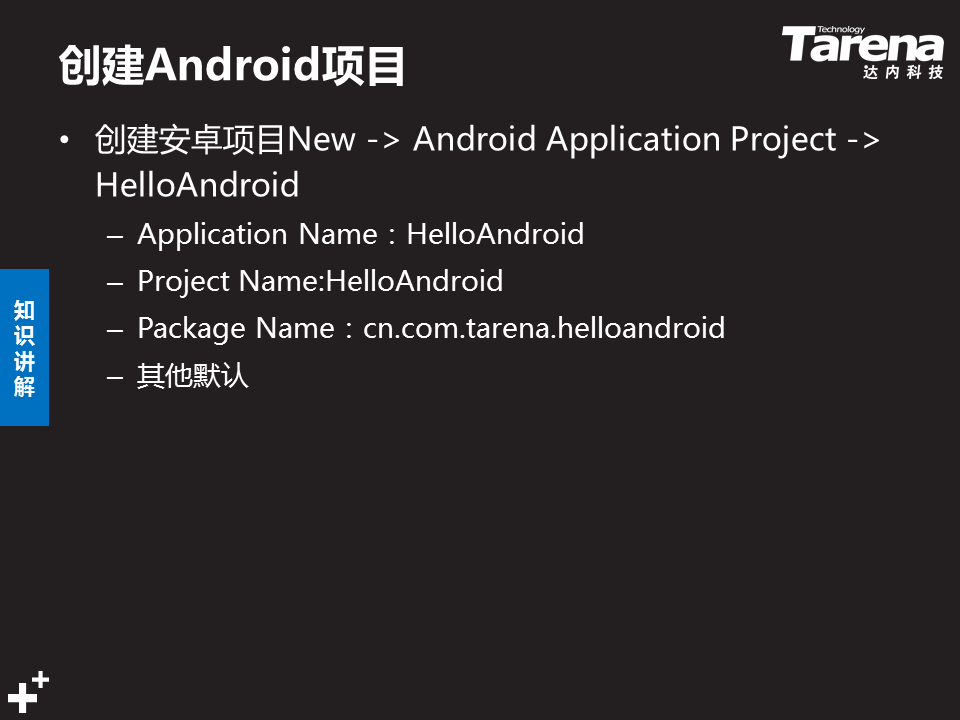 创建Android项目
Technology
Tarena
达内科技
• 创建安卓项目New -> Android Application Project ->
HelloAndroid
– Application Name：HelloAndroid
– Project Name:HelloAndroid
– Package Name：cn.com.tarena.helloandroid
– 其他默认
知
识
讲
解